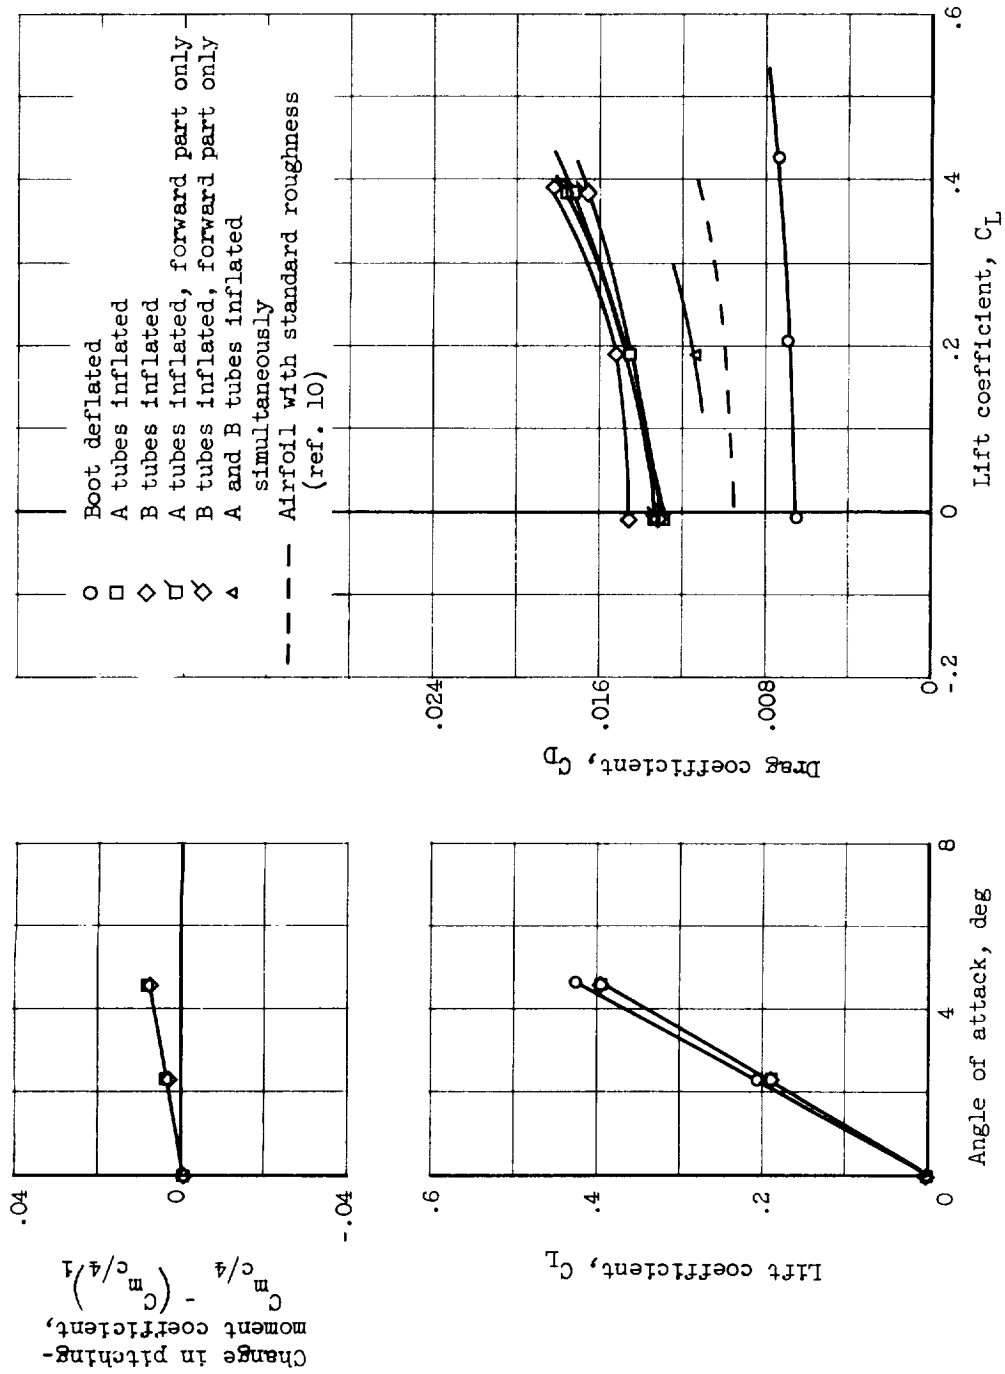 Change in pitching-
moment coefficient,
C_m_c/4 - (C_m_c/4)_1
.04
0
-.04
Lift coefficient, C_L
.6
.4
.2
0
4
8
Angle of attack, deg
Boot deflated
A tubes inflated
B tubes inflated
A tubes inflated, forward part only
B tubes inflated, forward part only
A and B tubes inflated
simultaneously
Airfoil with standard roughness
(ref. 10)
Drag coefficient, C_D
.024
.016
.008
0
-.2
0
.2
.4
.6
Lift coefficient, C_L